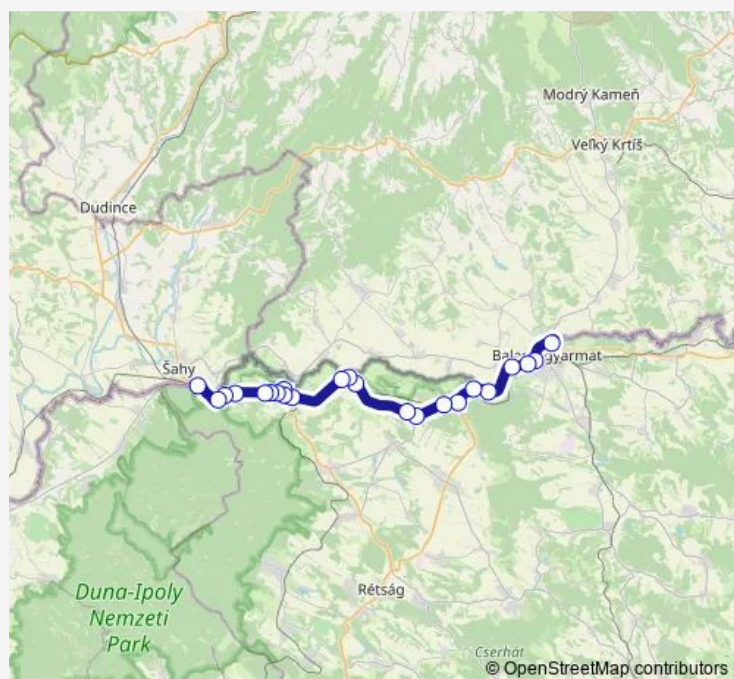 Modrý Kameň
Veľký Krtíš
Dudince
Šahy
Rétság
Duna-Ipoly
Nemzeti
Park
Cserhát
© OpenStreetMap contributors